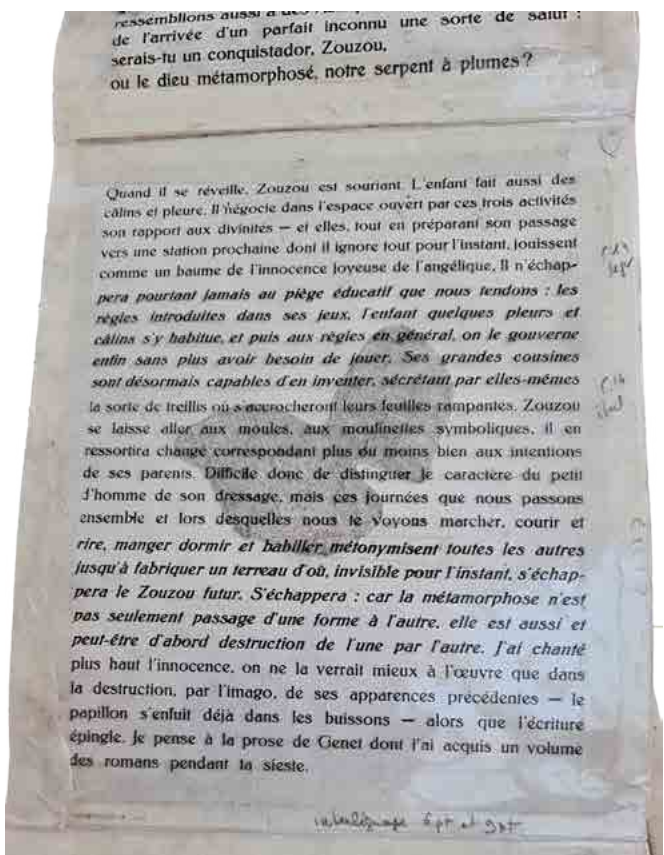 ressemblions aussi à des
de l'arrivée d'un parfait inconnu une sorte de salut :
serais-tu un conquistador, Zouzou,
ou le dieu métamorphosé, notre serpent à plumes ?
Quand il se réveille, Zouzou est souriant. L'enfant fait aussi des
câlins et pleure. Il négocie dans l'espace ouvert par ces trois activités
son rapport aux divinités — et elles, tout en préparant son passage
vers une station prochaine dont il ignore tout pour l'instant, jouissent
comme un baume de l'innocence joyeuse de l'angélique. Il n'échap-
pera pourtant jamais au piège éducatif que nous tendons : les
règles introduites dans ses jeux, l'enfant quelques pleurs et
câlins s'y habitue, et puis aux règles en général, on le gouverne
enfin sans plus avoir besoin de jouer. Ses grandes cousines
sont désormais capables d'en inventer, sécrétant par elles-mêmes
la sorte de treillis où s'accrocheront leurs feuilles rampantes. Zouzou
se laisse aller aux moules, aux moulinettes symboliques, il en
ressortira changé correspondant plus ou moins bien aux intentions
de ses parents. Difficile donc de distinguer le caractère du petit
d'homme de son dressage, mais ces journées que nous passons
ensemble et lors desquelles nous te voyons marcher, courir et
rire, manger dormir et babiller métonymisent toutes les autres
jusqu'à fabriquer un terreau d'où, invisible pour l'instant, s'échap-
pera le Zouzou futur. S'échappera : car la métamorphose n'est
pas seulement passage d'une forme à l'autre, elle est aussi et
peut-être d'abord destruction de l'une par l'autre. J'ai chanté
plus haut l'innocence, on ne la verrait mieux à l'œuvre que dans
la destruction, par l'imago, de ses apparences précédentes — le
papillon s'enfuit déjà dans les buissons — alors que l'écriture
épingle. Je pense à la prose de Genet dont j'ai acquis un volume
des romans pendant ta sieste.
interlignage 6 pt et 9 pt